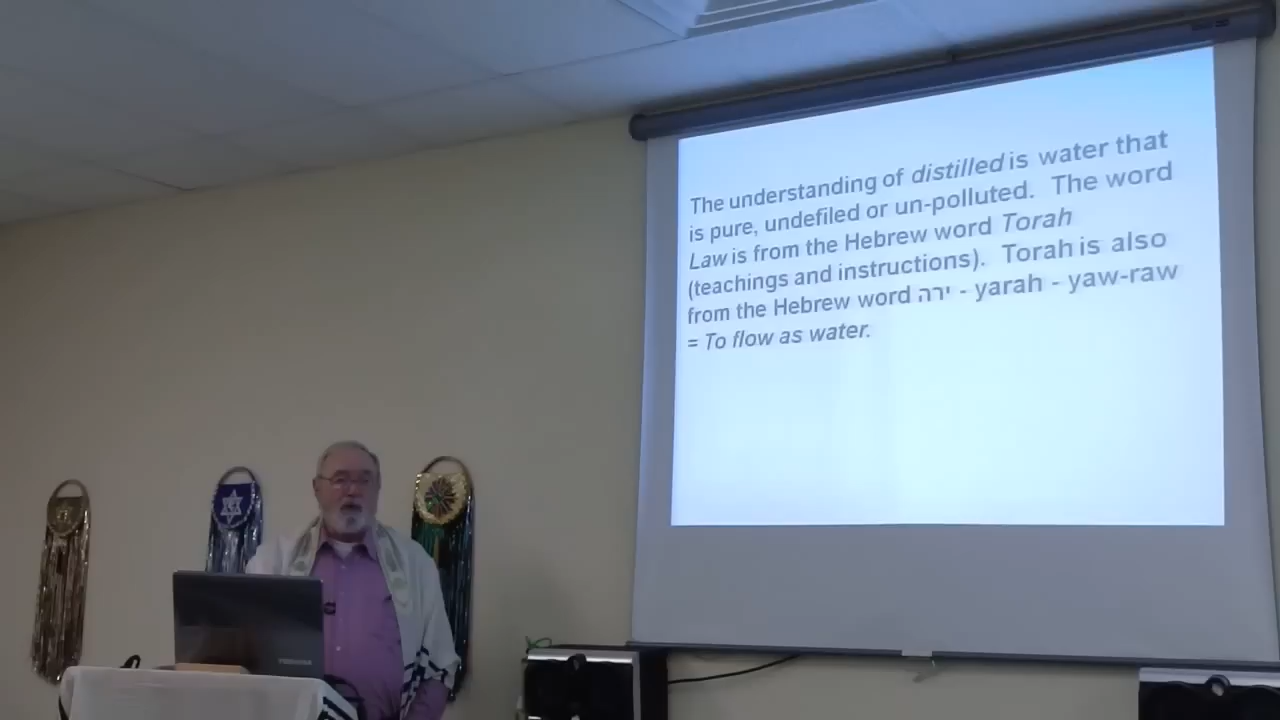 The understanding of distilled is water that
is pure, undefiled or un-polluted.  The word
Law is from the Hebrew word Torah
(teachings and instructions).  Torah is also
from the Hebrew word ירה - yarah - yaw-raw
= To flow as water.
TOSHIBA